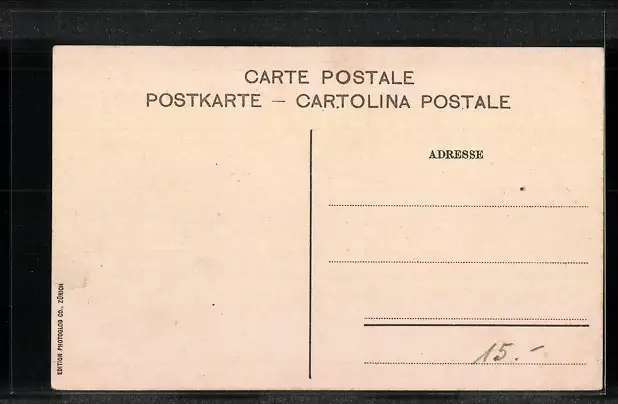 CARTE POSTALE
POSTKARTE — CARTOLINA POSTALE
ADRESSE
EDITION PHOTOGLOB CO., ZÜRICH
15.-